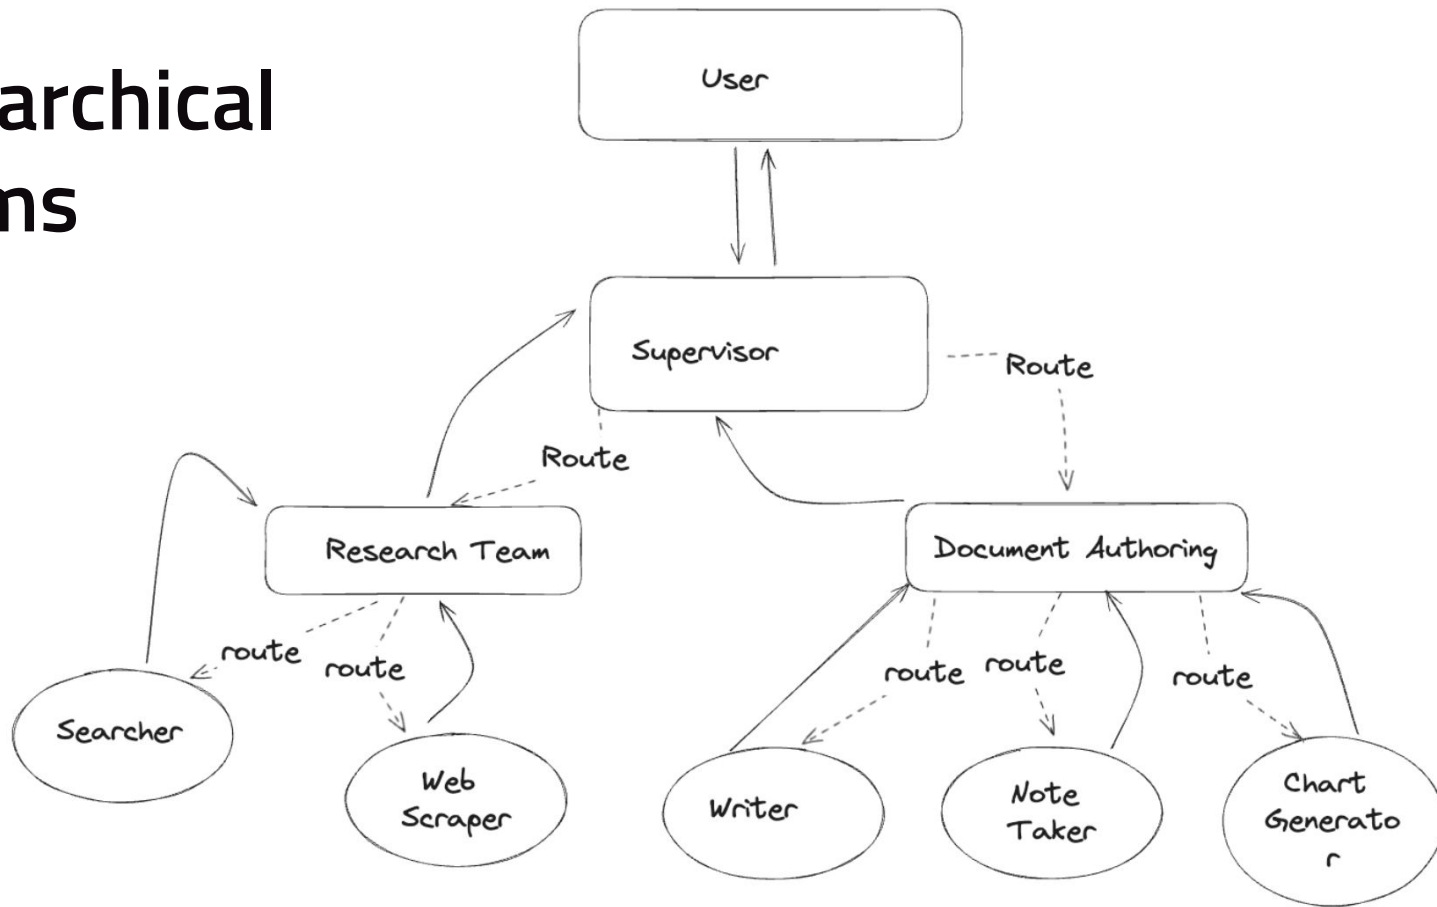 archical
ms
User
Supervisor
Route
Route
Research Team
Document Authoring
route
route
route
route
route
Searcher
Web
Scraper
Writer
Note
Taker
Chart
Generato
r